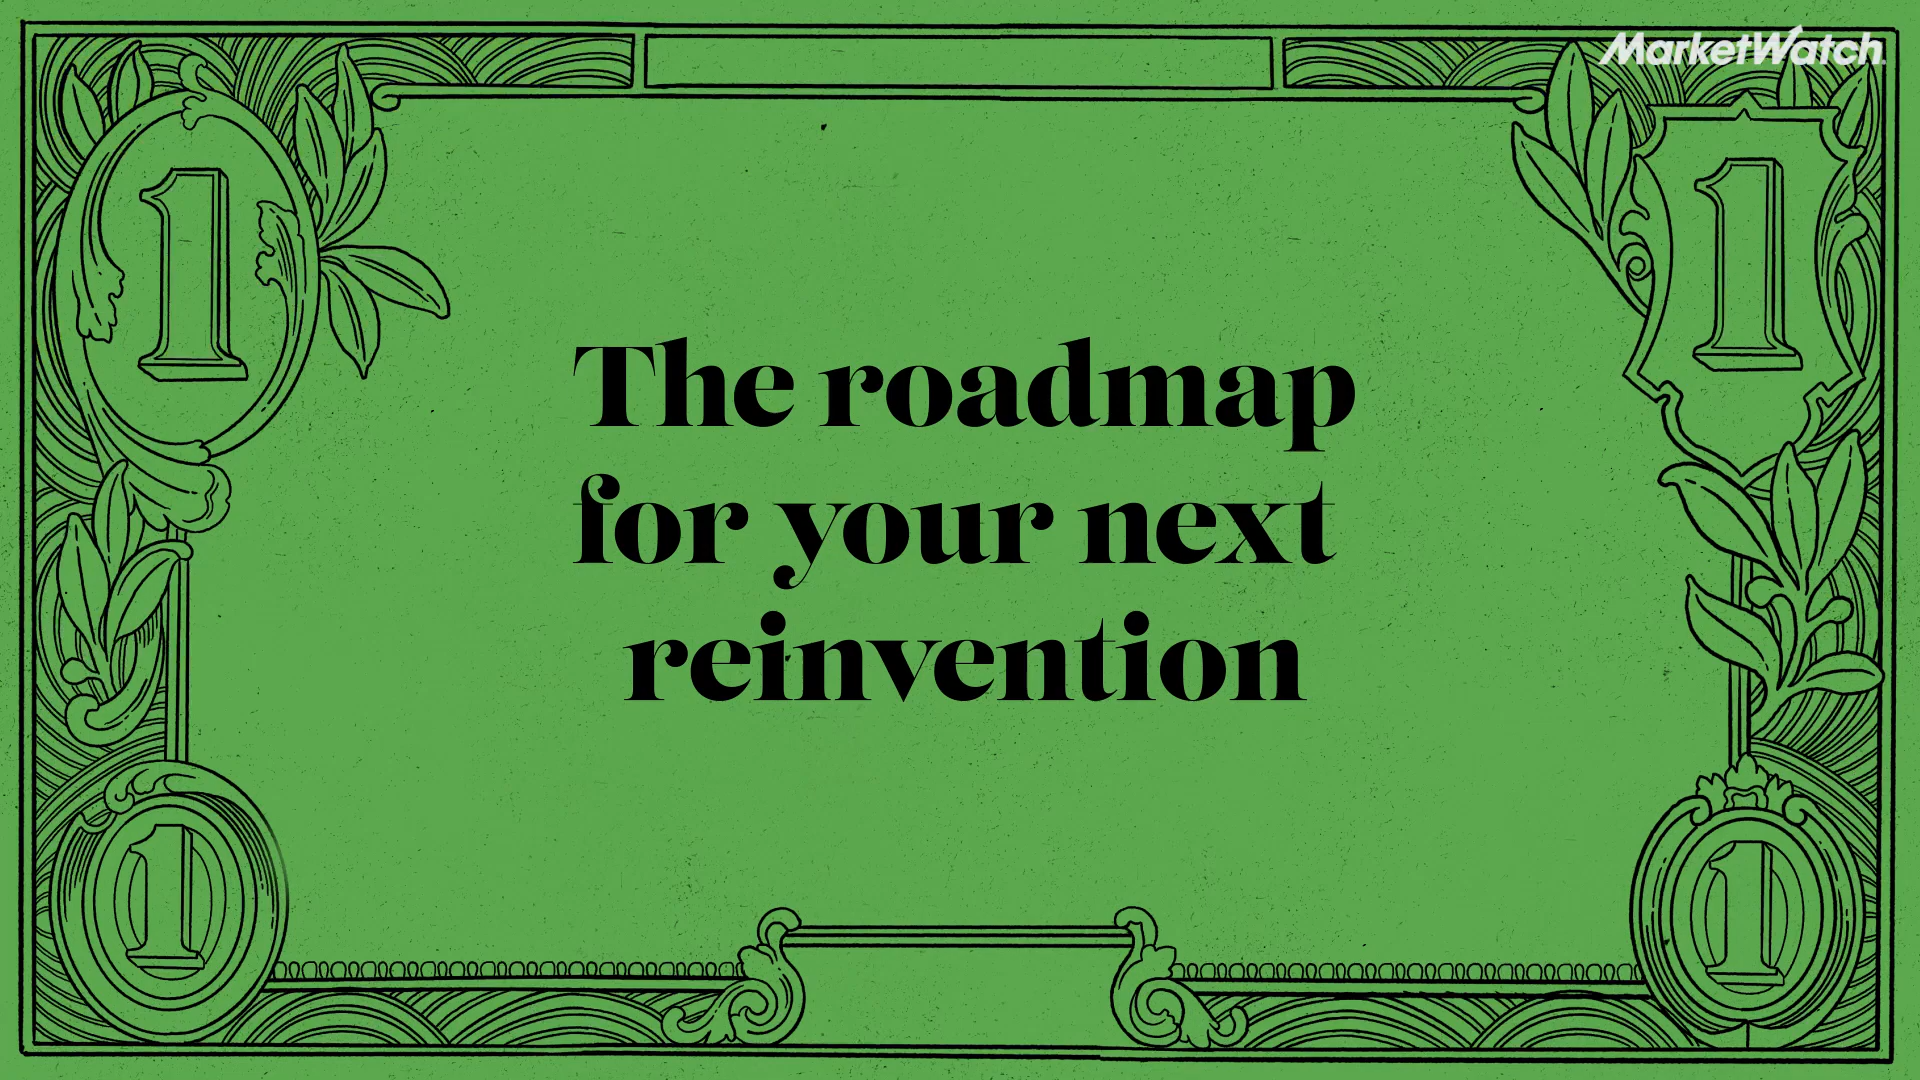 MarketWatch
1
1
The roadmap
for your next
reinvention
1
1